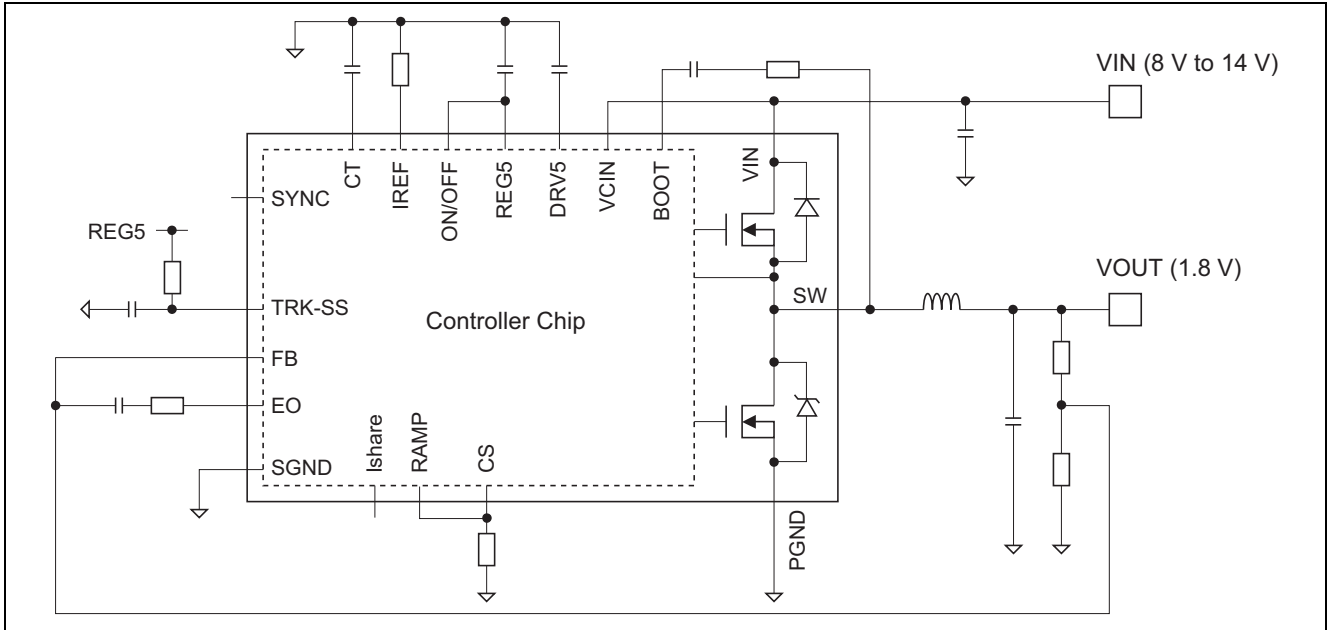 VIN (8 V to 14 V)
CT
IREF
ON/OFF
REG5
DRV5
VCIN
BOOT
VIN
SYNC
REG5
TRK-SS
Controller Chip
SW
VOUT (1.8 V)
FB
EO
SGND
Ishare
RAMP
CS
PGND